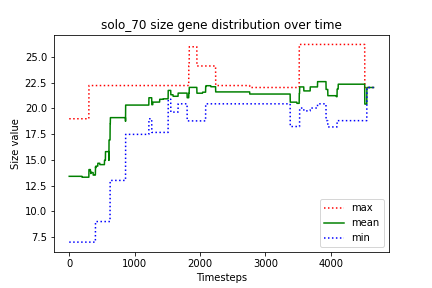 solo_70 size gene distribution over time
Size value
25.0
22.5
20.0
17.5
15.0
12.5
10.0
7.5
max
mean
min
0
1000
2000
3000
4000
Timesteps